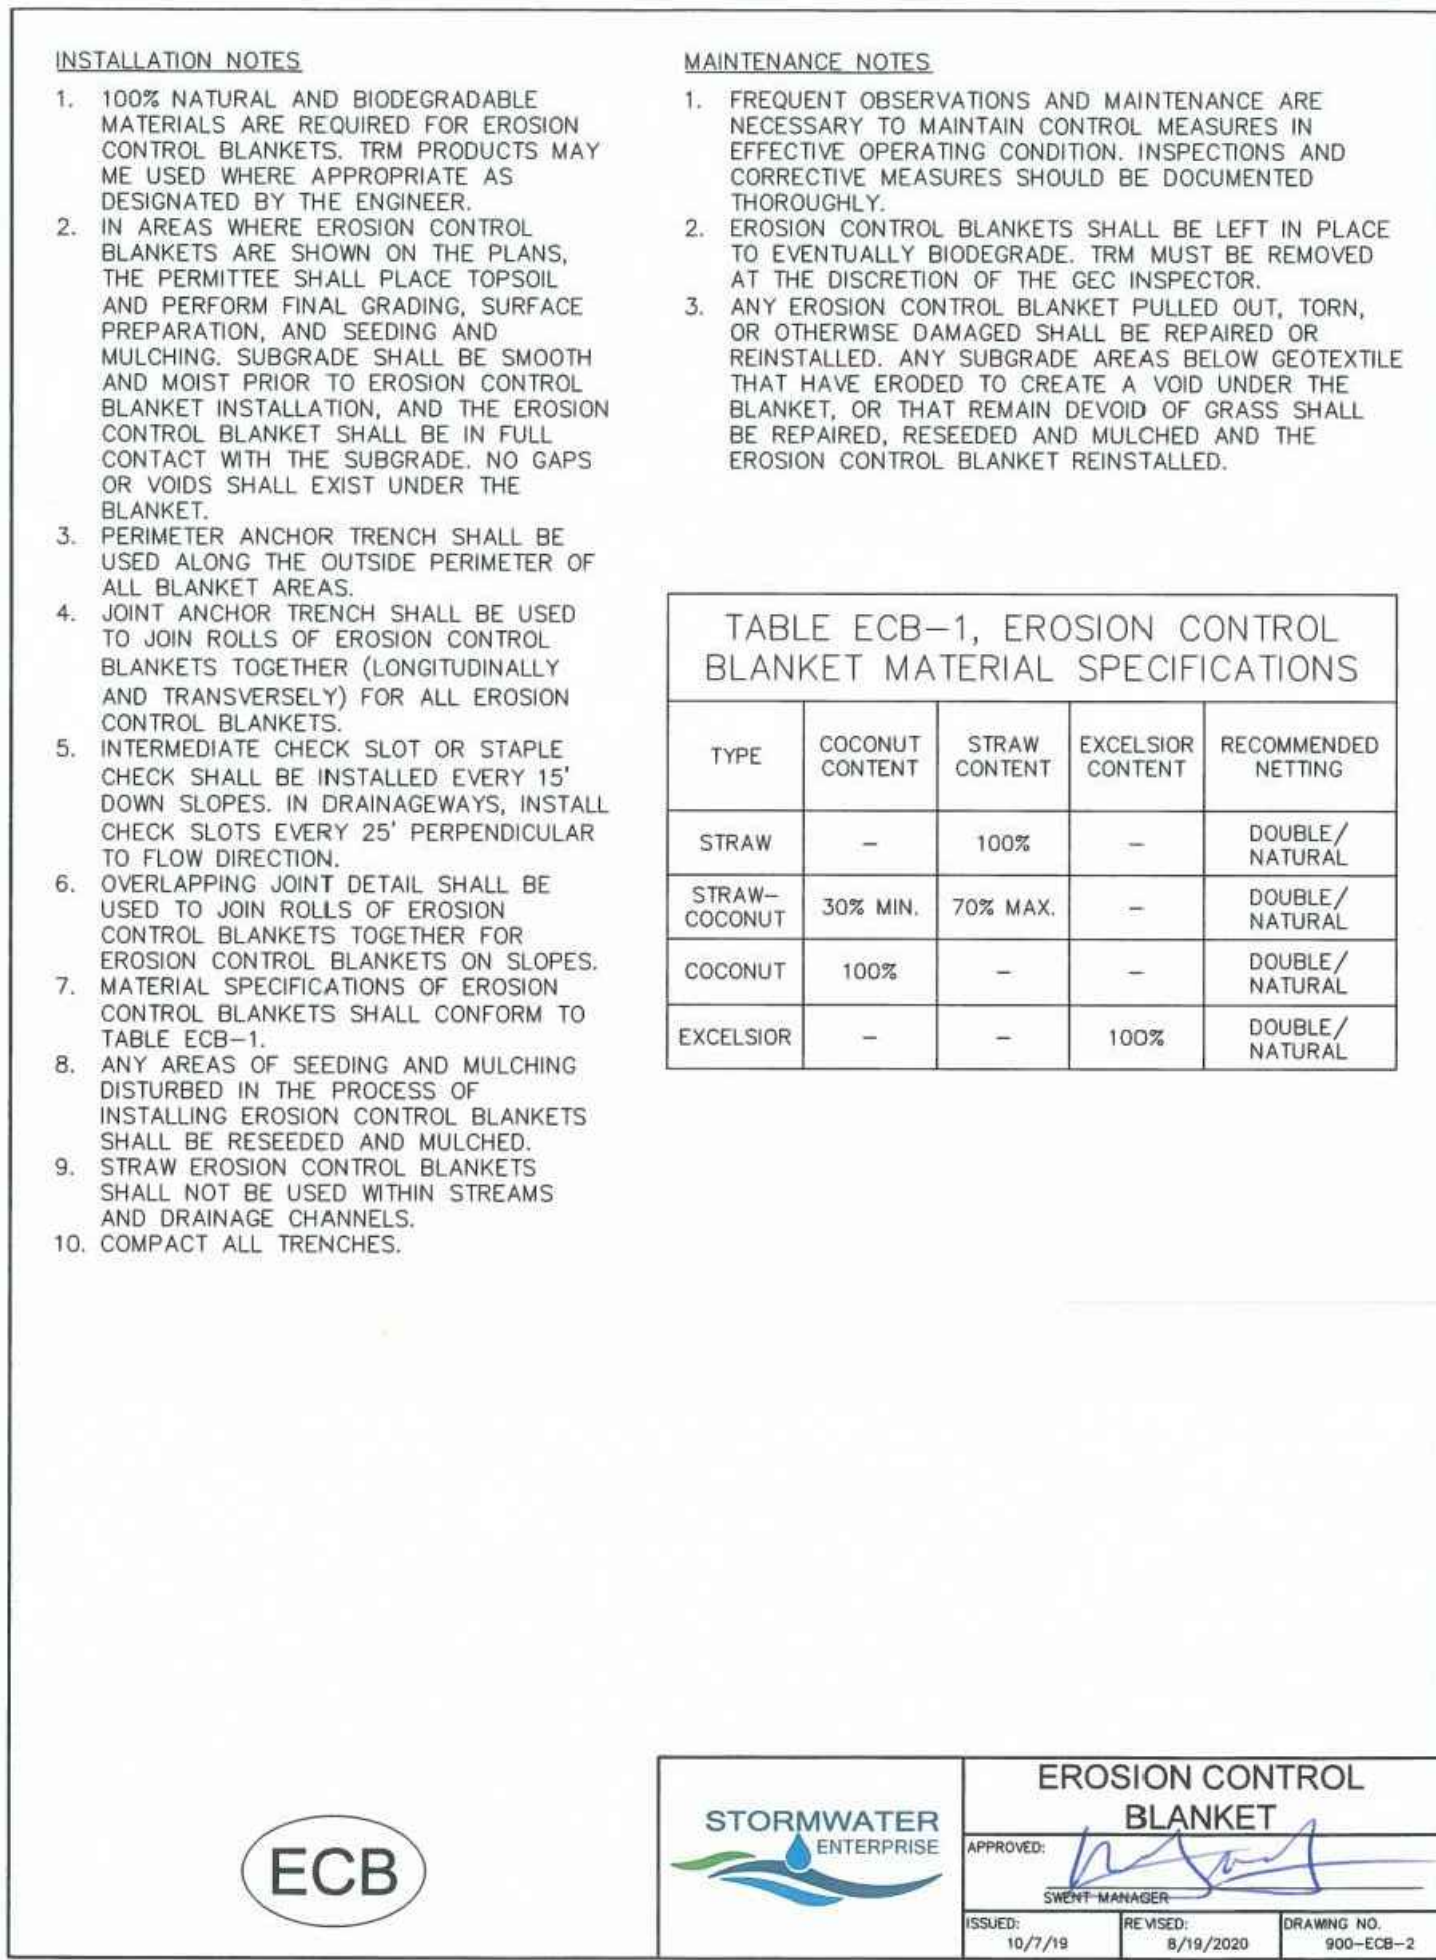 INSTALLATION NOTES
1. 100% NATURAL AND BIODEGRADABLE
MATERIALS ARE REQUIRED FOR EROSION
CONTROL BLANKETS. TRM PRODUCTS MAY
ME USED WHERE APPROPRIATE AS
DESIGNATED BY THE ENGINEER.
2. IN AREAS WHERE EROSION CONTROL
BLANKETS ARE SHOWN ON THE PLANS,
THE PERMITTEE SHALL PLACE TOPSOIL
AND PERFORM FINAL GRADING, SURFACE
PREPARATION, AND SEEDING AND
MULCHING. SUBGRADE SHALL BE SMOOTH
AND MOIST PRIOR TO EROSION CONTROL
BLANKET INSTALLATION, AND THE EROSION
CONTROL BLANKET SHALL BE IN FULL
CONTACT WITH THE SUBGRADE. NO GAPS
OR VOIDS SHALL EXIST UNDER THE
BLANKET.
3. PERIMETER ANCHOR TRENCH SHALL BE
USED ALONG THE OUTSIDE PERIMETER OF
ALL BLANKET AREAS.
4. JOINT ANCHOR TRENCH SHALL BE USED
TO JOIN ROLLS OF EROSION CONTROL
BLANKETS TOGETHER (LONGITUDINALLY
AND TRANSVERSELY) FOR ALL EROSION
CONTROL BLANKETS.
5. INTERMEDIATE CHECK SLOT OR STAPLE
CHECK SHALL BE INSTALLED EVERY 15'
DOWN SLOPES. IN DRAINAGEWAYS, INSTALL
CHECK SLOTS EVERY 25' PERPENDICULAR
TO FLOW DIRECTION.
6. OVERLAPPING JOINT DETAIL SHALL BE
USED TO JOIN ROLLS OF EROSION
CONTROL BLANKETS TOGETHER FOR
EROSION CONTROL BLANKETS ON SLOPES.
7. MATERIAL SPECIFICATIONS OF EROSION
CONTROL BLANKETS SHALL CONFORM TO
TABLE ECB-1.
8. ANY AREAS OF SEEDING AND MULCHING
DISTURBED IN THE PROCESS OF
INSTALLING EROSION CONTROL BLANKETS
SHALL BE RESEEDED AND MULCHED.
9. STRAW EROSION CONTROL BLANKETS
SHALL NOT BE USED WITHIN STREAMS
AND DRAINAGE CHANNELS.
10. COMPACT ALL TRENCHES.
MAINTENANCE NOTES
1. FREQUENT OBSERVATIONS AND MAINTENANCE ARE
NECESSARY TO MAINTAIN CONTROL MEASURES IN
EFFECTIVE OPERATING CONDITION. INSPECTIONS AND
CORRECTIVE MEASURES SHOULD BE DOCUMENTED
THOROUGHLY.
2. EROSION CONTROL BLANKETS SHALL BE LEFT IN PLACE
TO EVENTUALLY BIODEGRADE. TRM MUST BE REMOVED
AT THE DISCRETION OF THE GEC INSPECTOR.
3. ANY EROSION CONTROL BLANKET PULLED OUT, TORN,
OR OTHERWISE DAMAGED SHALL BE REPAIRED OR
REINSTALLED. ANY SUBGRADE AREAS BELOW GEOTEXTILE
THAT HAVE ERODED TO CREATE A VOID UNDER THE
BLANKET, OR THAT REMAIN DEVOID OF GRASS SHALL
BE REPAIRED, RESEEDED AND MULCHED AND THE
EROSION CONTROL BLANKET REINSTALLED.
TABLE ECB-1, EROSION CONTROL
BLANKET MATERIAL SPECIFICATIONS
TYPE COCONUT CONTENT STRAW CONTENT EXCELSIOR CONTENT RECOMMENDED NETTING
STRAW - 100% - DOUBLE/ NATURAL
STRAW-COCONUT 30% MIN. 70% MAX. - DOUBLE/ NATURAL
COCONUT 100% - - DOUBLE/ NATURAL
EXCELSIOR - - 100% DOUBLE/ NATURAL
ECB
STORMWATER
ENTERPRISE
EROSION CONTROL
BLANKET
APPROVED:
SWENT MANAGER
ISSUED: 10/7/19
REVISED: 8/19/2020
DRAWING NO. 900-ECB-2